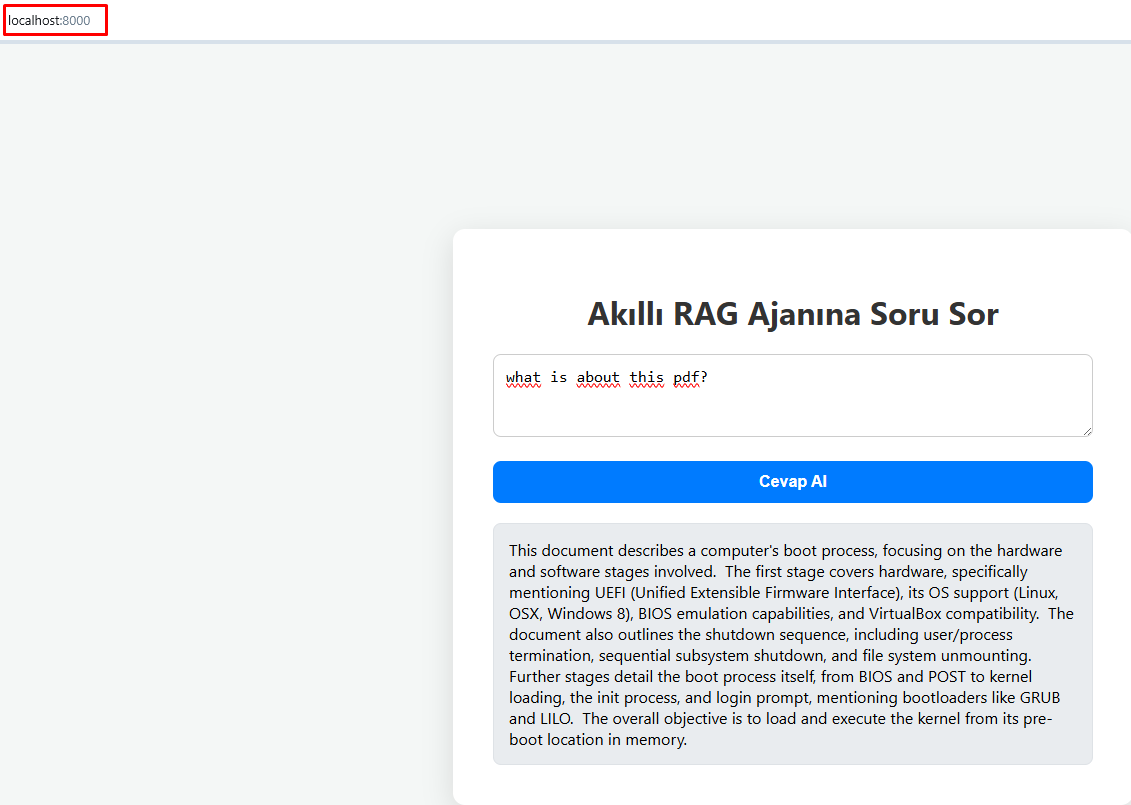 localhost:8000
Akıllı RAG Ajanına Soru Sor
what is about this pdf?
Cevap Al
This document describes a computer's boot process, focusing on the hardware
and software stages involved.  The first stage covers hardware, specifically
mentioning UEFI (Unified Extensible Firmware Interface), its OS support (Linux,
OSX, Windows 8), BIOS emulation capabilities, and VirtualBox compatibility.  The
document also outlines the shutdown sequence, including user/process
termination, sequential subsystem shutdown, and file system unmounting.
Further stages detail the boot process itself, from BIOS and POST to kernel
loading, the init process, and login prompt, mentioning bootloaders like GRUB
and LILO.  The overall objective is to load and execute the kernel from its pre-
boot location in memory.